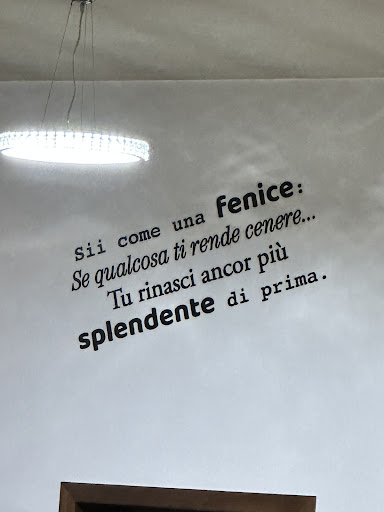 Sii come una fenice:
Se qualcosa ti rende cenere...
Tu rinasci ancor più
splendente di prima.